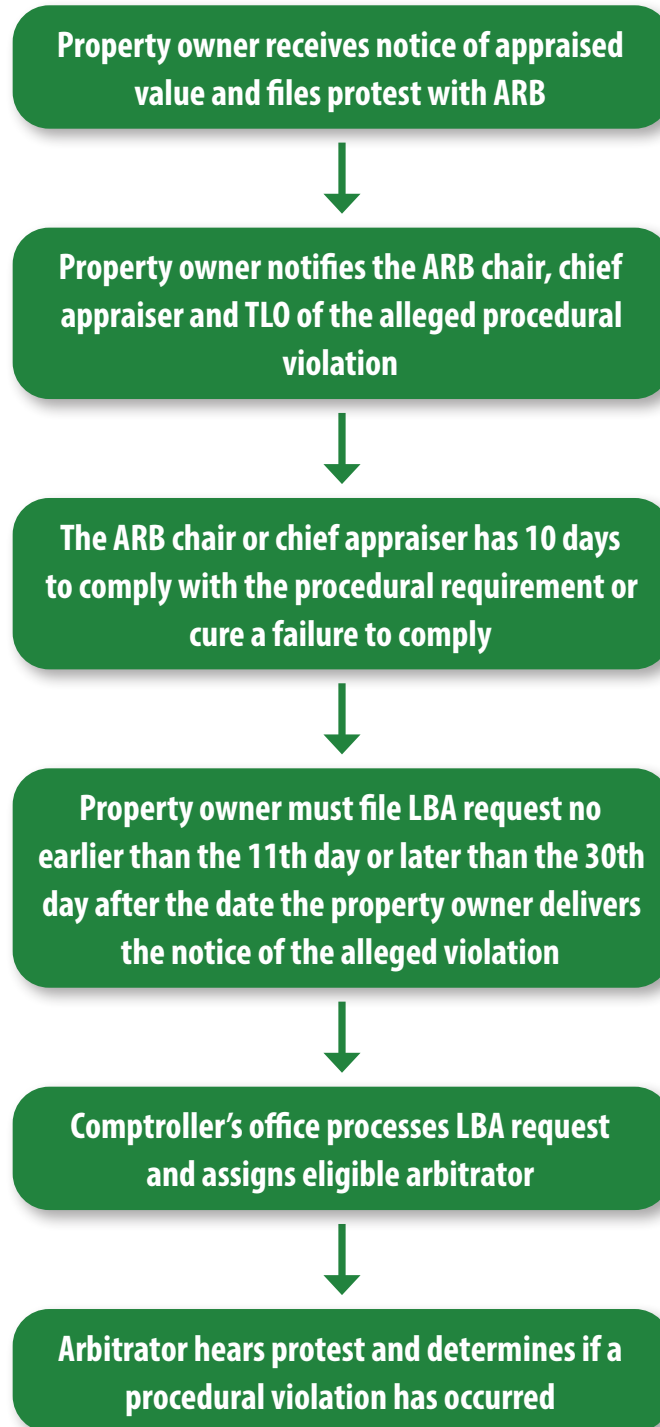 Property owner receives notice of appraised
value and files protest with ARB
Property owner notifies the ARB chair, chief
appraiser and TLO of the alleged procedural
violation
The ARB chair or chief appraiser has 10 days
to comply with the procedural requirement or
cure a failure to comply
Property owner must file LBA request no
earlier than the 11th day or later than the 30th
day after the date the property owner delivers
the notice of the alleged violation
Comptroller’s office processes LBA request
and assigns eligible arbitrator
Arbitrator hears protest and determines if a
procedural violation has occurred